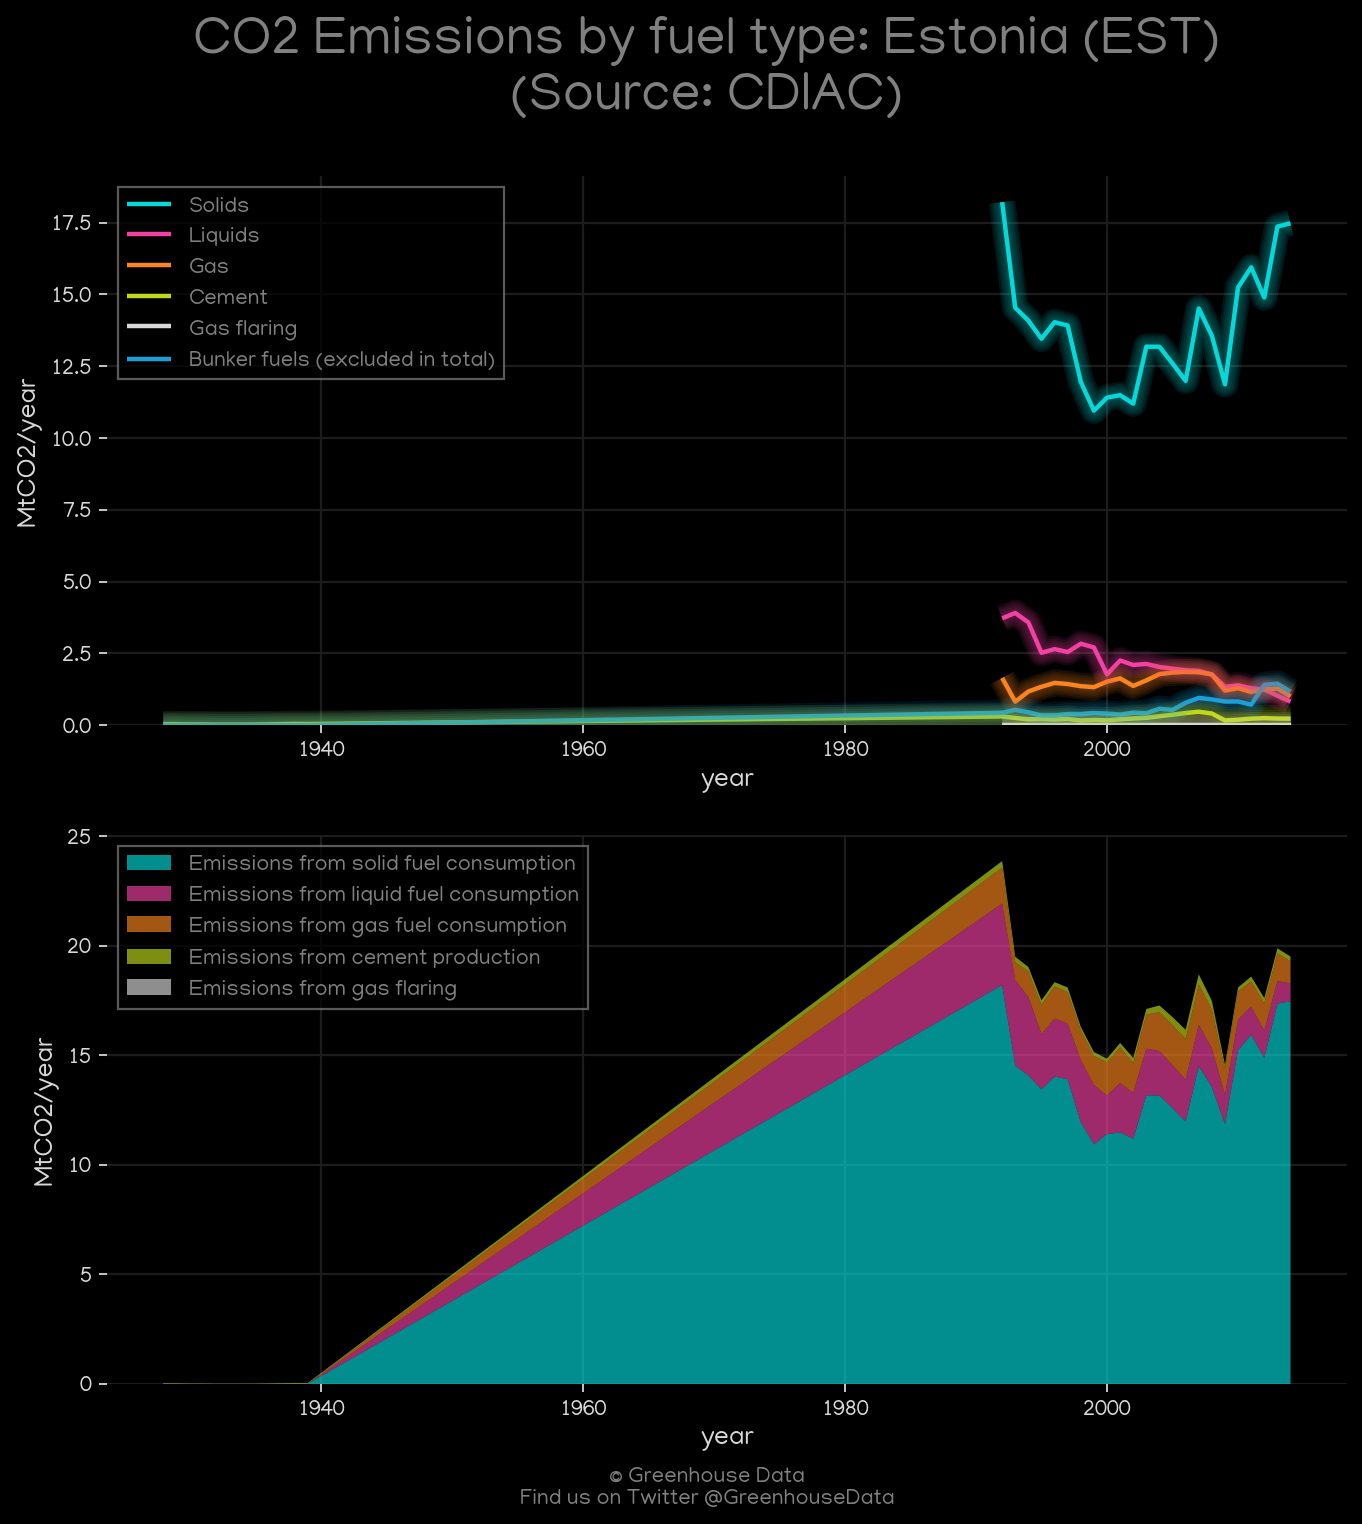 CO2 Emissions by fuel type: Estonia (EST)
(Source: CDIAC)
Solids
Liquids
Gas
Cement
Gas flaring
Bunker fuels (excluded in total)
17.5
15.0
12.5
10.0
7.5
5.0
2.5
0.0
MtCO2/year
1940 1960 1980 2000
year
Emissions from solid fuel consumption
Emissions from liquid fuel consumption
Emissions from gas fuel consumption
Emissions from cement production
Emissions from gas flaring
25
20
15
10
5
0
MtCO2/year
1940 1960 1980 2000
year
© Greenhouse Data
Find us on Twitter @GreenhouseData